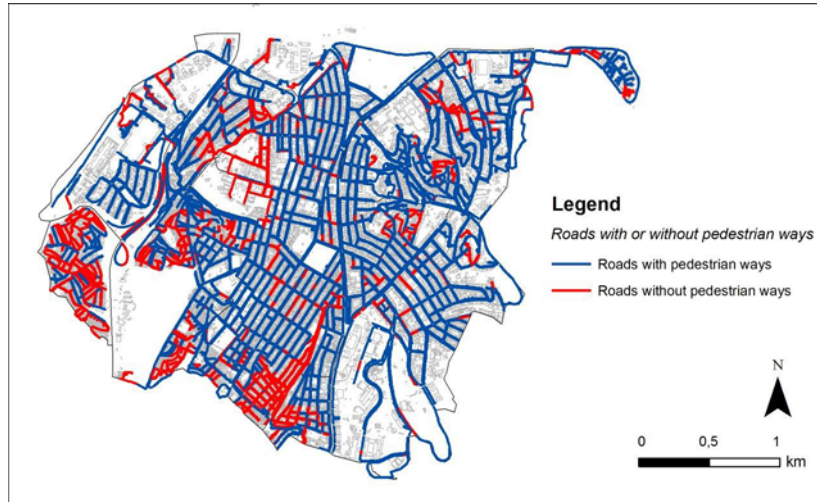 Legend
Roads with or without pedestrian ways
Roads with pedestrian ways
Roads without pedestrian ways
N
0 0,5 1
km